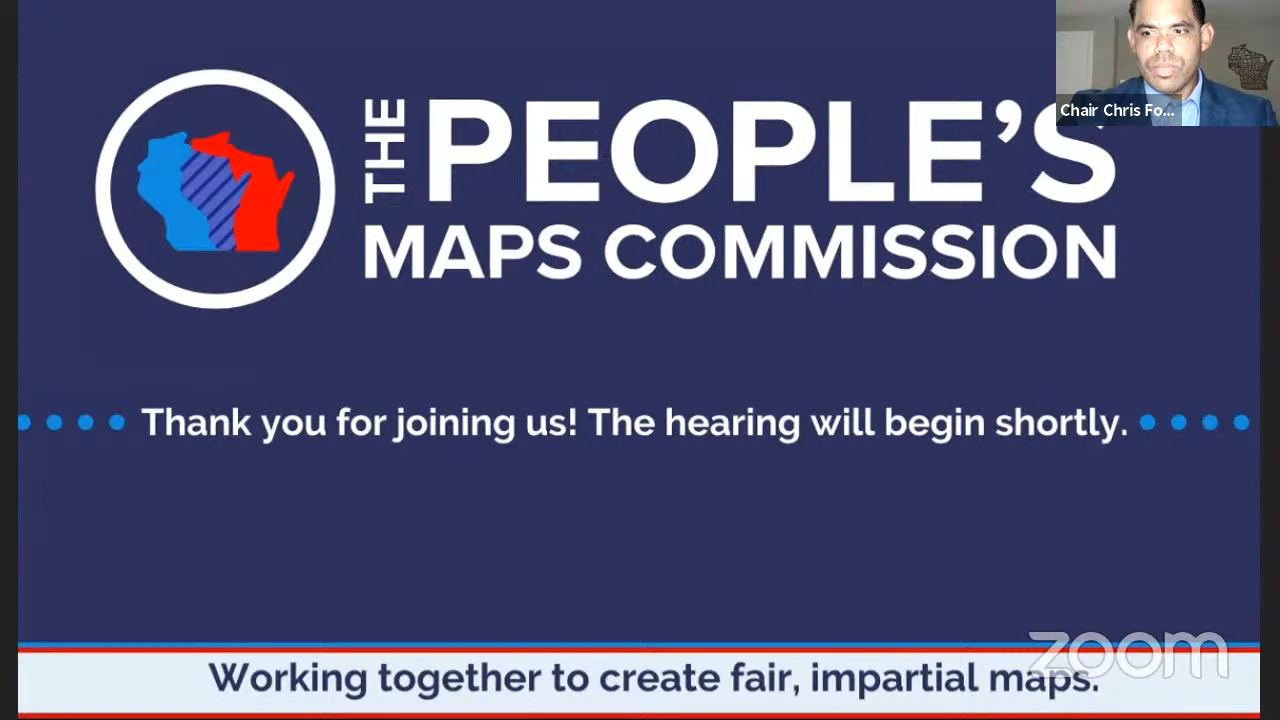 Chair Chris Fo...
THE
PEOPLE'S
MAPS COMMISSION
Thank you for joining us! The hearing will begin shortly.
zoom
Working together to create fair, impartial maps.